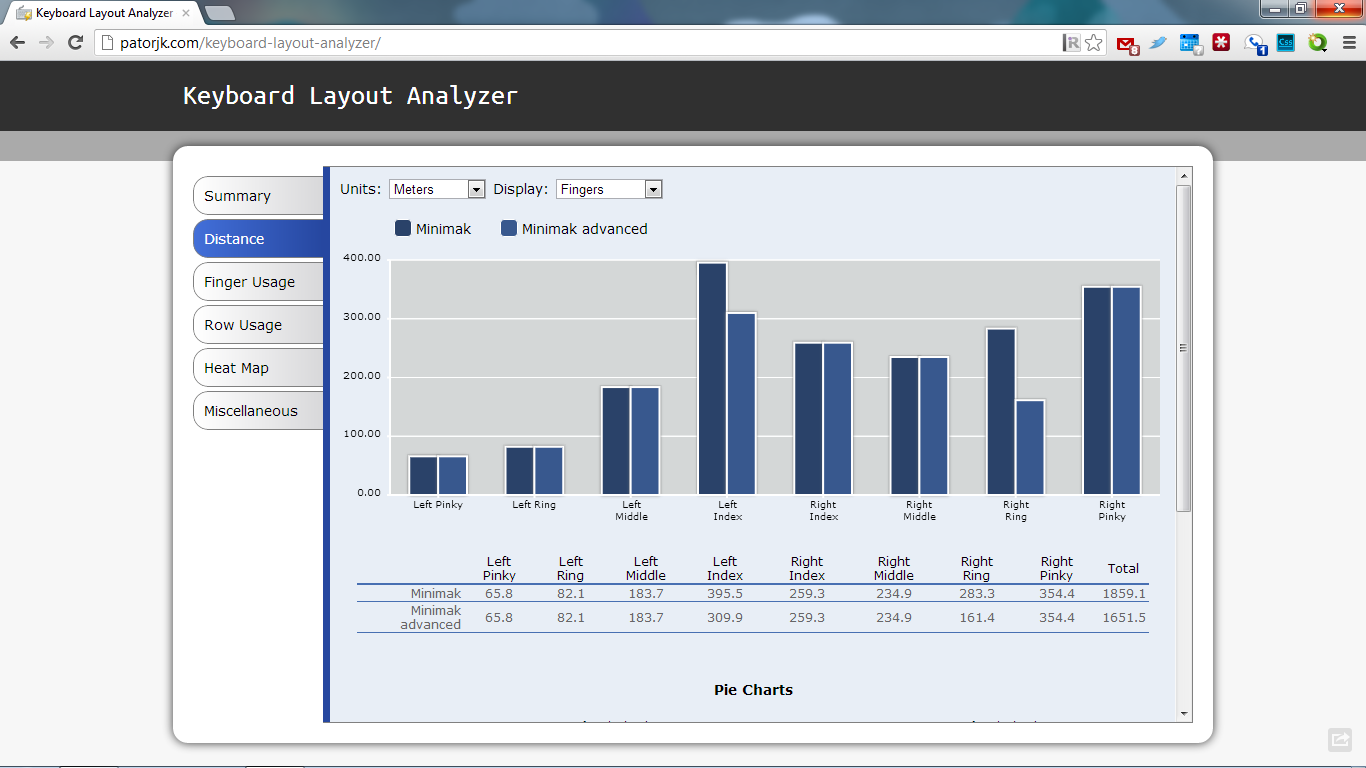 Keyboard Layout Analyzer
patorjk.com/keyboard-layout-analyzer/
Keyboard Layout Analyzer
Summary
Distance
Finger Usage
Row Usage
Heat Map
Miscellaneous
Units: Meters Display: Fingers
Minimak Minimak advanced
400.00
300.00
200.00
100.00
0.00
Left Pinky Left Ring Left Middle Left Index Right Index Right Middle Right Ring Right Pinky
Left Pinky Left Ring Left Middle Left Index Right Index Right Middle Right Ring Right Pinky Total
Minimak 65.8 82.1 183.7 395.5 259.3 234.9 283.3 354.4 1859.1
Minimak advanced 65.8 82.1 183.7 309.9 259.3 234.9 161.4 354.4 1651.5
Pie Charts